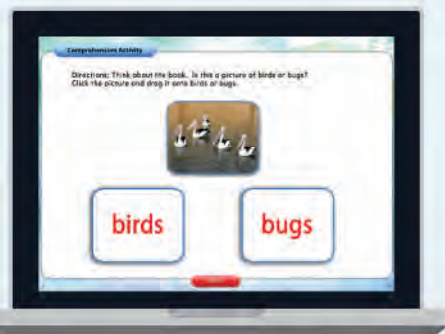 Comprehension Activity
Directions: Think about the book. Is this a picture of birds or bugs?
Click the picture and drag it onto birds or bugs.
birds
bugs